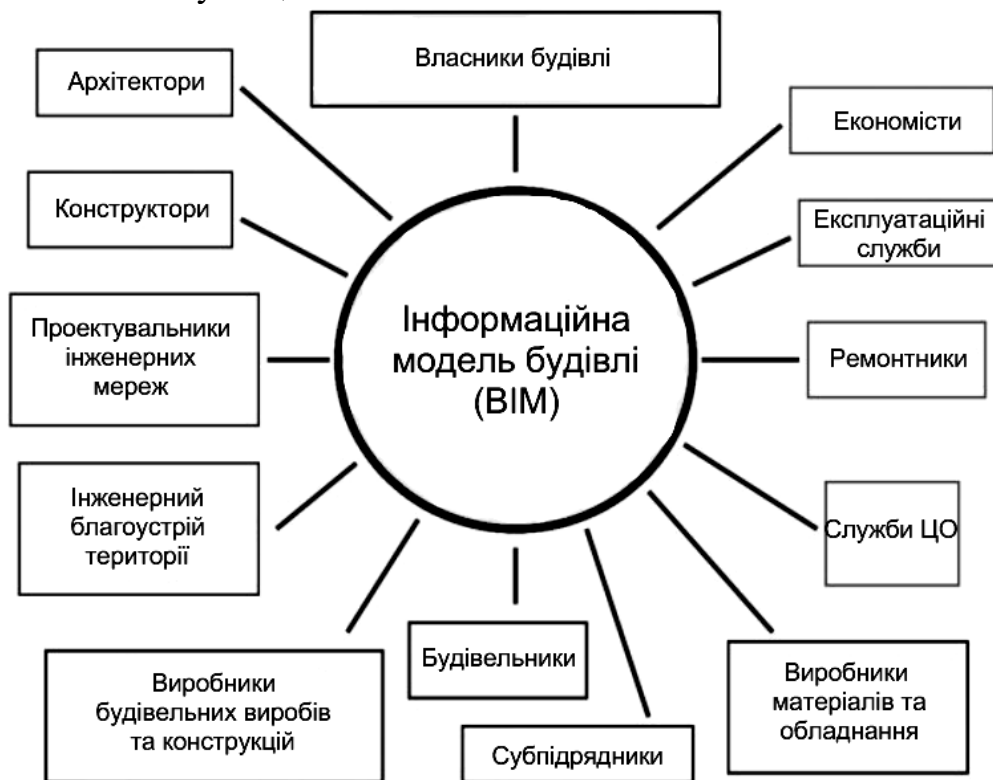 Власники будівлі
Архітектори
Економісти
Конструктори
Експлуатаційні
служби
Проектувальники
інженерних
мереж
Інформаційна
модель будівлі
(BIM)
Ремонтники
Інженерний
благоустрій
території
Служби ЦО
Виробники
будівельних виробів
та конструкцій
Будівельники
Субпідрядники
Виробники
матеріалів та
обладнання